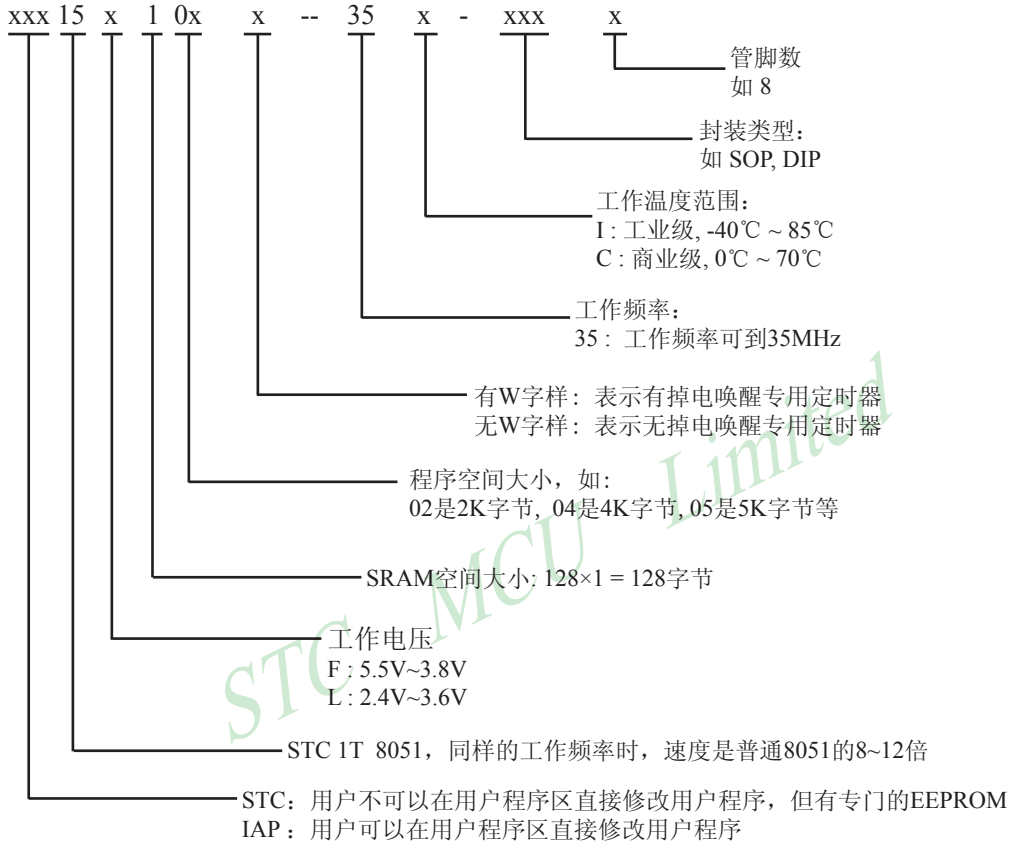 xxx 15 x 1 0x x -- 35 x - xxx x
管脚数
如 8
封装类型：
如 SOP, DIP
工作温度范围：
I : 工业级, -40℃ ~ 85℃
C : 商业级, 0℃ ~ 70℃
工作频率：
35 : 工作频率可到35MHz
有W字样：表示有掉电唤醒专用定时器
无W字样：表示无掉电唤醒专用定时器
程序空间大小，如：
02是2K字节, 04是4K字节, 05是5K字节等
SRAM空间大小: 128×1 = 128字节
工作电压
F : 5.5V~3.8V
L : 2.4V~3.6V
STC 1T 8051，同样的工作频率时，速度是普通8051的8~12倍
STC：用户不可以在用户程序区直接修改用户程序，但有专门的EEPROM
IAP：用户可以在用户程序区直接修改用户程序
STC MCU Limited